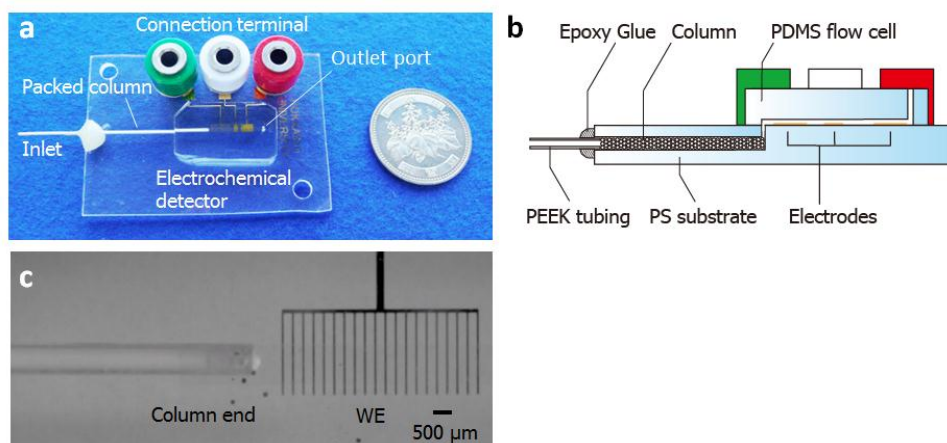 a
Connection terminal
Outlet port
Packed column
Inlet
Electrochemical
detector
b
Epoxy Glue
Column
PDMS flow cell
PEEK tubing
PS substrate
Electrodes
c
Column end
WE
500 μm